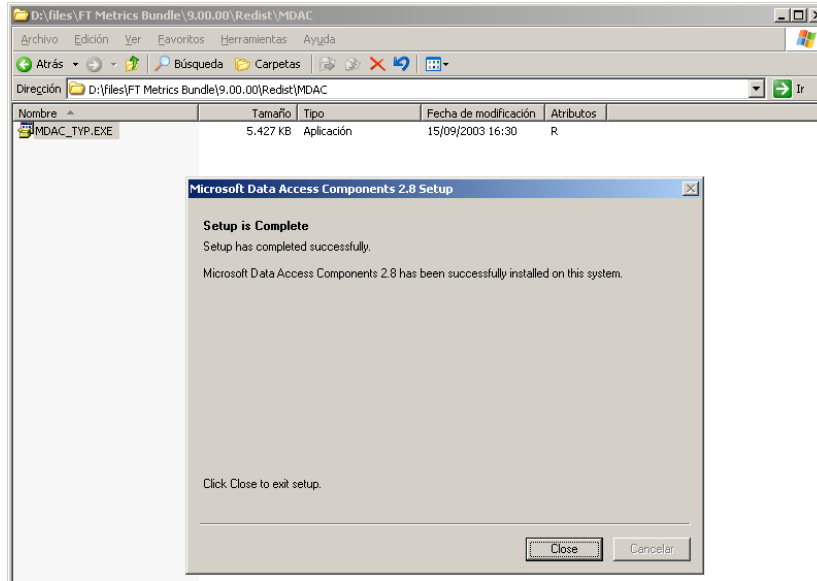 D:\files\FT Metrics Bundle\9.00.00\Redist\MDAC
Archivo Edición Ver Favoritos Herramientas Ayuda
Atrás Búsqueda Carpetas
Dirección D:\files\FT Metrics Bundle\9.00.00\Redist\MDAC Ir
Nombre Tamaño Tipo Fecha de modificación Atributos
MDAC_TYP.EXE 5.427 KB Aplicación 15/09/2003 16:30 R
Microsoft Data Access Components 2.8 Setup
Setup is Complete
Setup has completed successfully.
Microsoft Data Access Components 2.8 has been successfully installed on this system.
Click Close to exit setup.
Close Cancelar